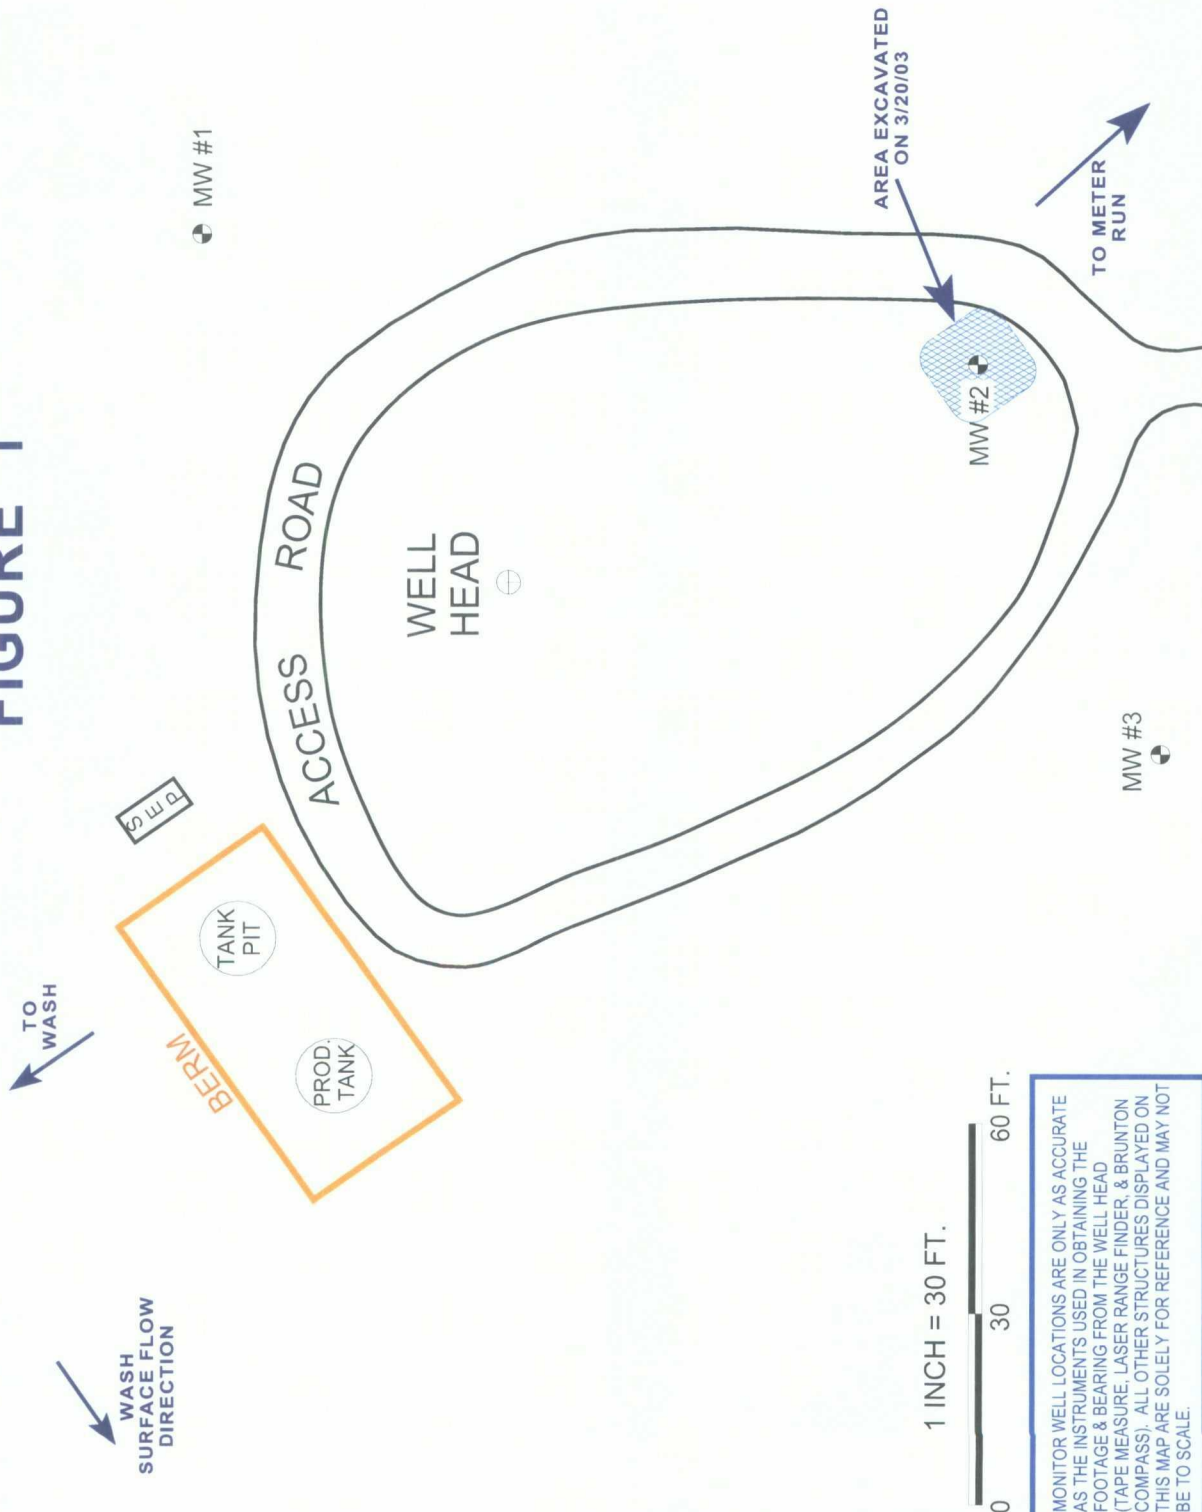 FIGURE 1
MW #1
AREA EXCAVATED
ON 3/20/03
TO METER
RUN
MW #2
ACCESS ROAD
WELL
HEAD
SEP
TO
WASH
TANK
PIT
BERM
PROD.
TANK
MW #3
WASH
SURFACE FLOW
DIRECTION
1 INCH = 30 FT.
0 30 60 FT.
MONITOR WELL LOCATIONS ARE ONLY AS ACCURATE
AS THE INSTRUMENTS USED IN OBTAINING THE
FOOTAGE & BEARING FROM THE WELL HEAD
(TAPE MEASURE, LASER RANGE FINDER, & BRUNTON
COMPASS). ALL OTHER STRUCTURES DISPLAYED ON
THIS MAP ARE SOLELY FOR REFERENCE AND MAY NOT
BE TO SCALE.